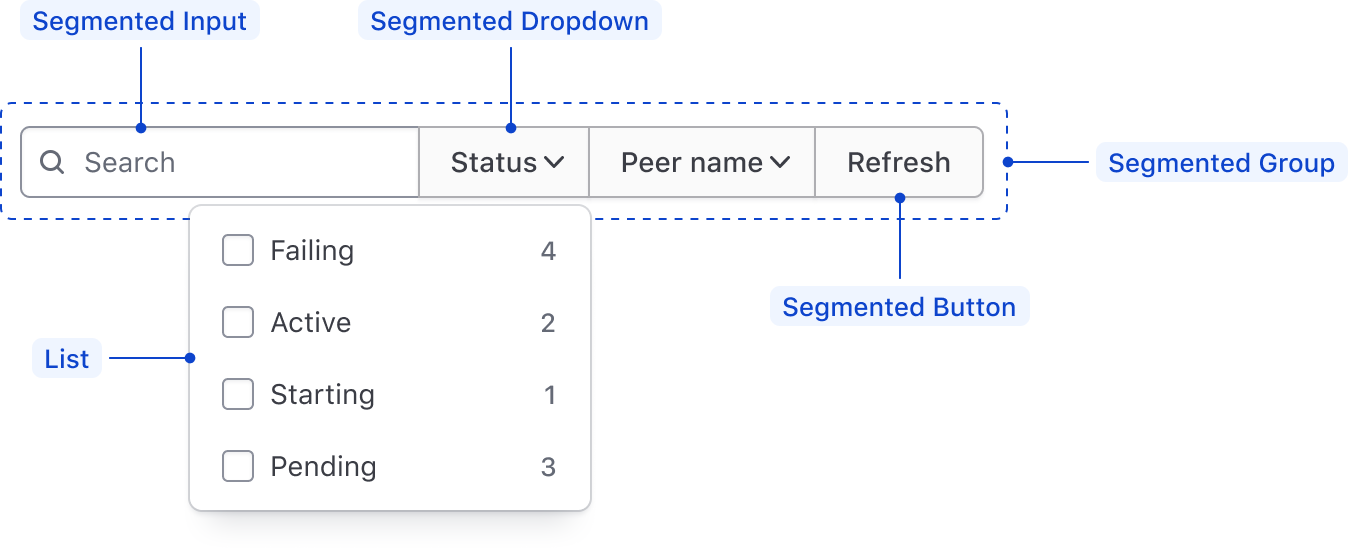 Segmented Input
Segmented Dropdown
Search
Status
Peer name
Refresh
Segmented Group
Failing 4
Active 2
Starting 1
Pending 3
Segmented Button
List